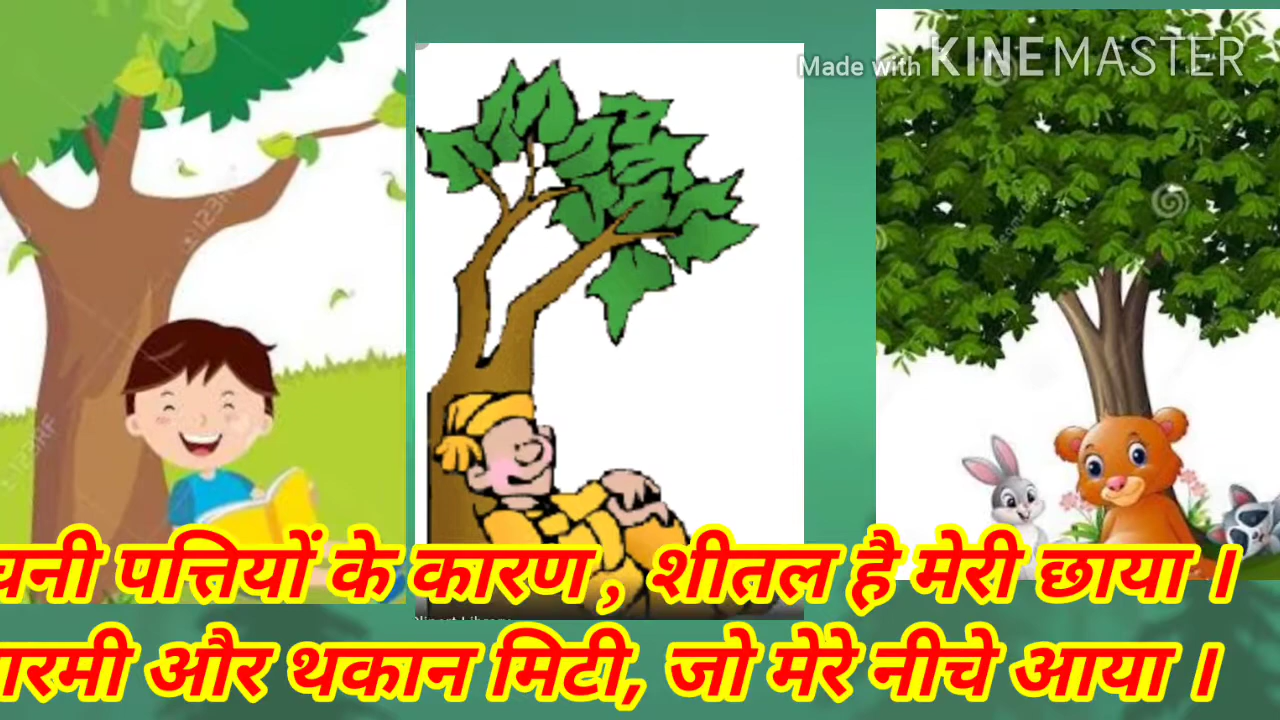 Made with KINEMASTER
पत्तियों के कारण , शीतल है मेरी छाया ।
और थकान मिटी, जो मेरे नीचे आया ।